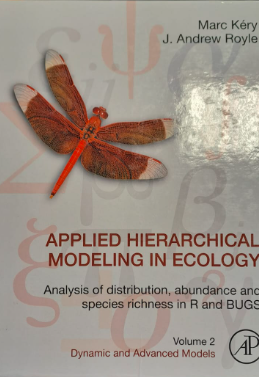 Marc Kéry
J. Andrew Royle
APPLIED HIERARCHICAL
MODELING IN ECOLOGY
Analysis of distribution, abundance and
species richness in R and BUGS
Volume 2
Dynamic and Advanced Models
AP